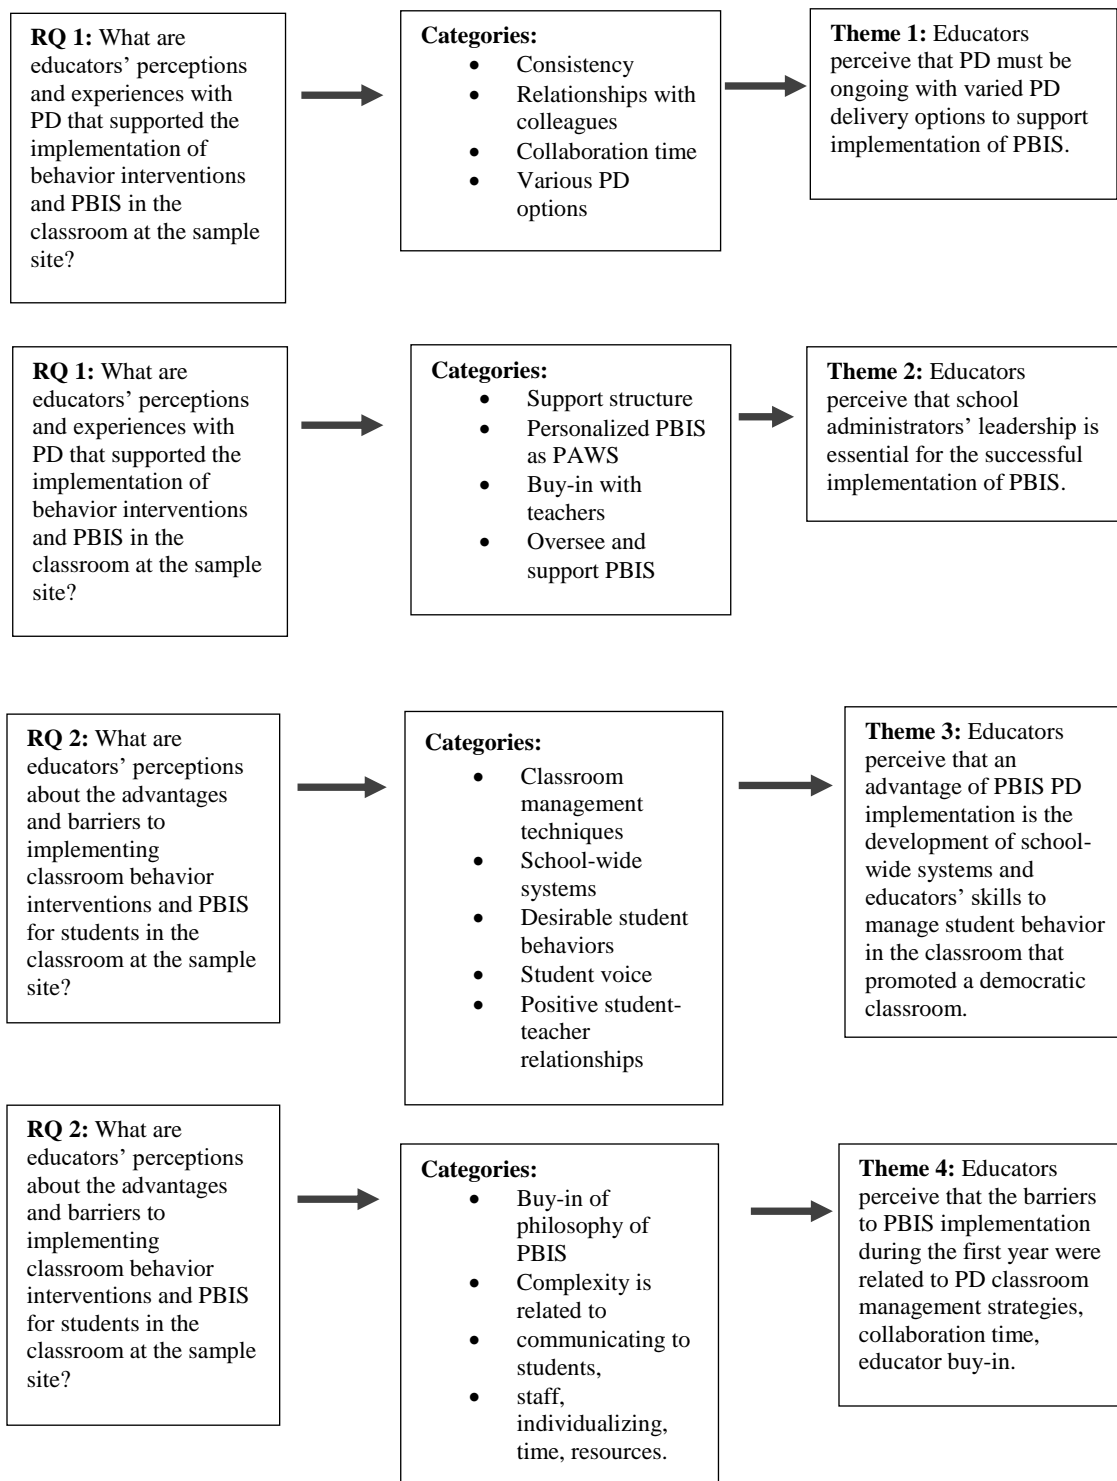 RQ 1: What are
educators’ perceptions
and experiences with
PD that supported the
implementation of
behavior interventions
and PBIS in the
classroom at the sample
site?
Categories:
• Consistency
• Relationships with
colleagues
• Collaboration time
• Various PD
options
Theme 1: Educators
perceive that PD must be
ongoing with varied PD
delivery options to support
implementation of PBIS.
RQ 1: What are
educators’ perceptions
and experiences with
PD that supported the
implementation of
behavior interventions
and PBIS in the
classroom at the sample
site?
Categories:
• Support structure
• Personalized PBIS
as PAWS
• Buy-in with
teachers
• Oversee and
support PBIS
Theme 2: Educators
perceive that school
administrators’ leadership is
essential for the successful
implementation of PBIS.
RQ 2: What are
educators’ perceptions
about the advantages
and barriers to
implementing
classroom behavior
interventions and PBIS
for students in the
classroom at the sample
site?
Categories:
• Classroom
management
techniques
• School-wide
systems
• Desirable student
behaviors
• Student voice
• Positive student-
teacher
relationships
Theme 3: Educators
perceive that an
advantage of PBIS PD
implementation is the
development of school-
wide systems and
educators’ skills to
manage student behavior
in the classroom that
promoted a democratic
classroom.
RQ 2: What are
educators’ perceptions
about the advantages
and barriers to
implementing
classroom behavior
interventions and PBIS
for students in the
classroom at the sample
site?
Categories:
• Buy-in of
philosophy of
PBIS
• Complexity is
related to
• communicating to
students,
• staff,
individualizing,
time, resources.
Theme 4: Educators
perceive that the barriers
to PBIS implementation
during the first year were
related to PD classroom
management strategies,
collaboration time,
educator buy-in.